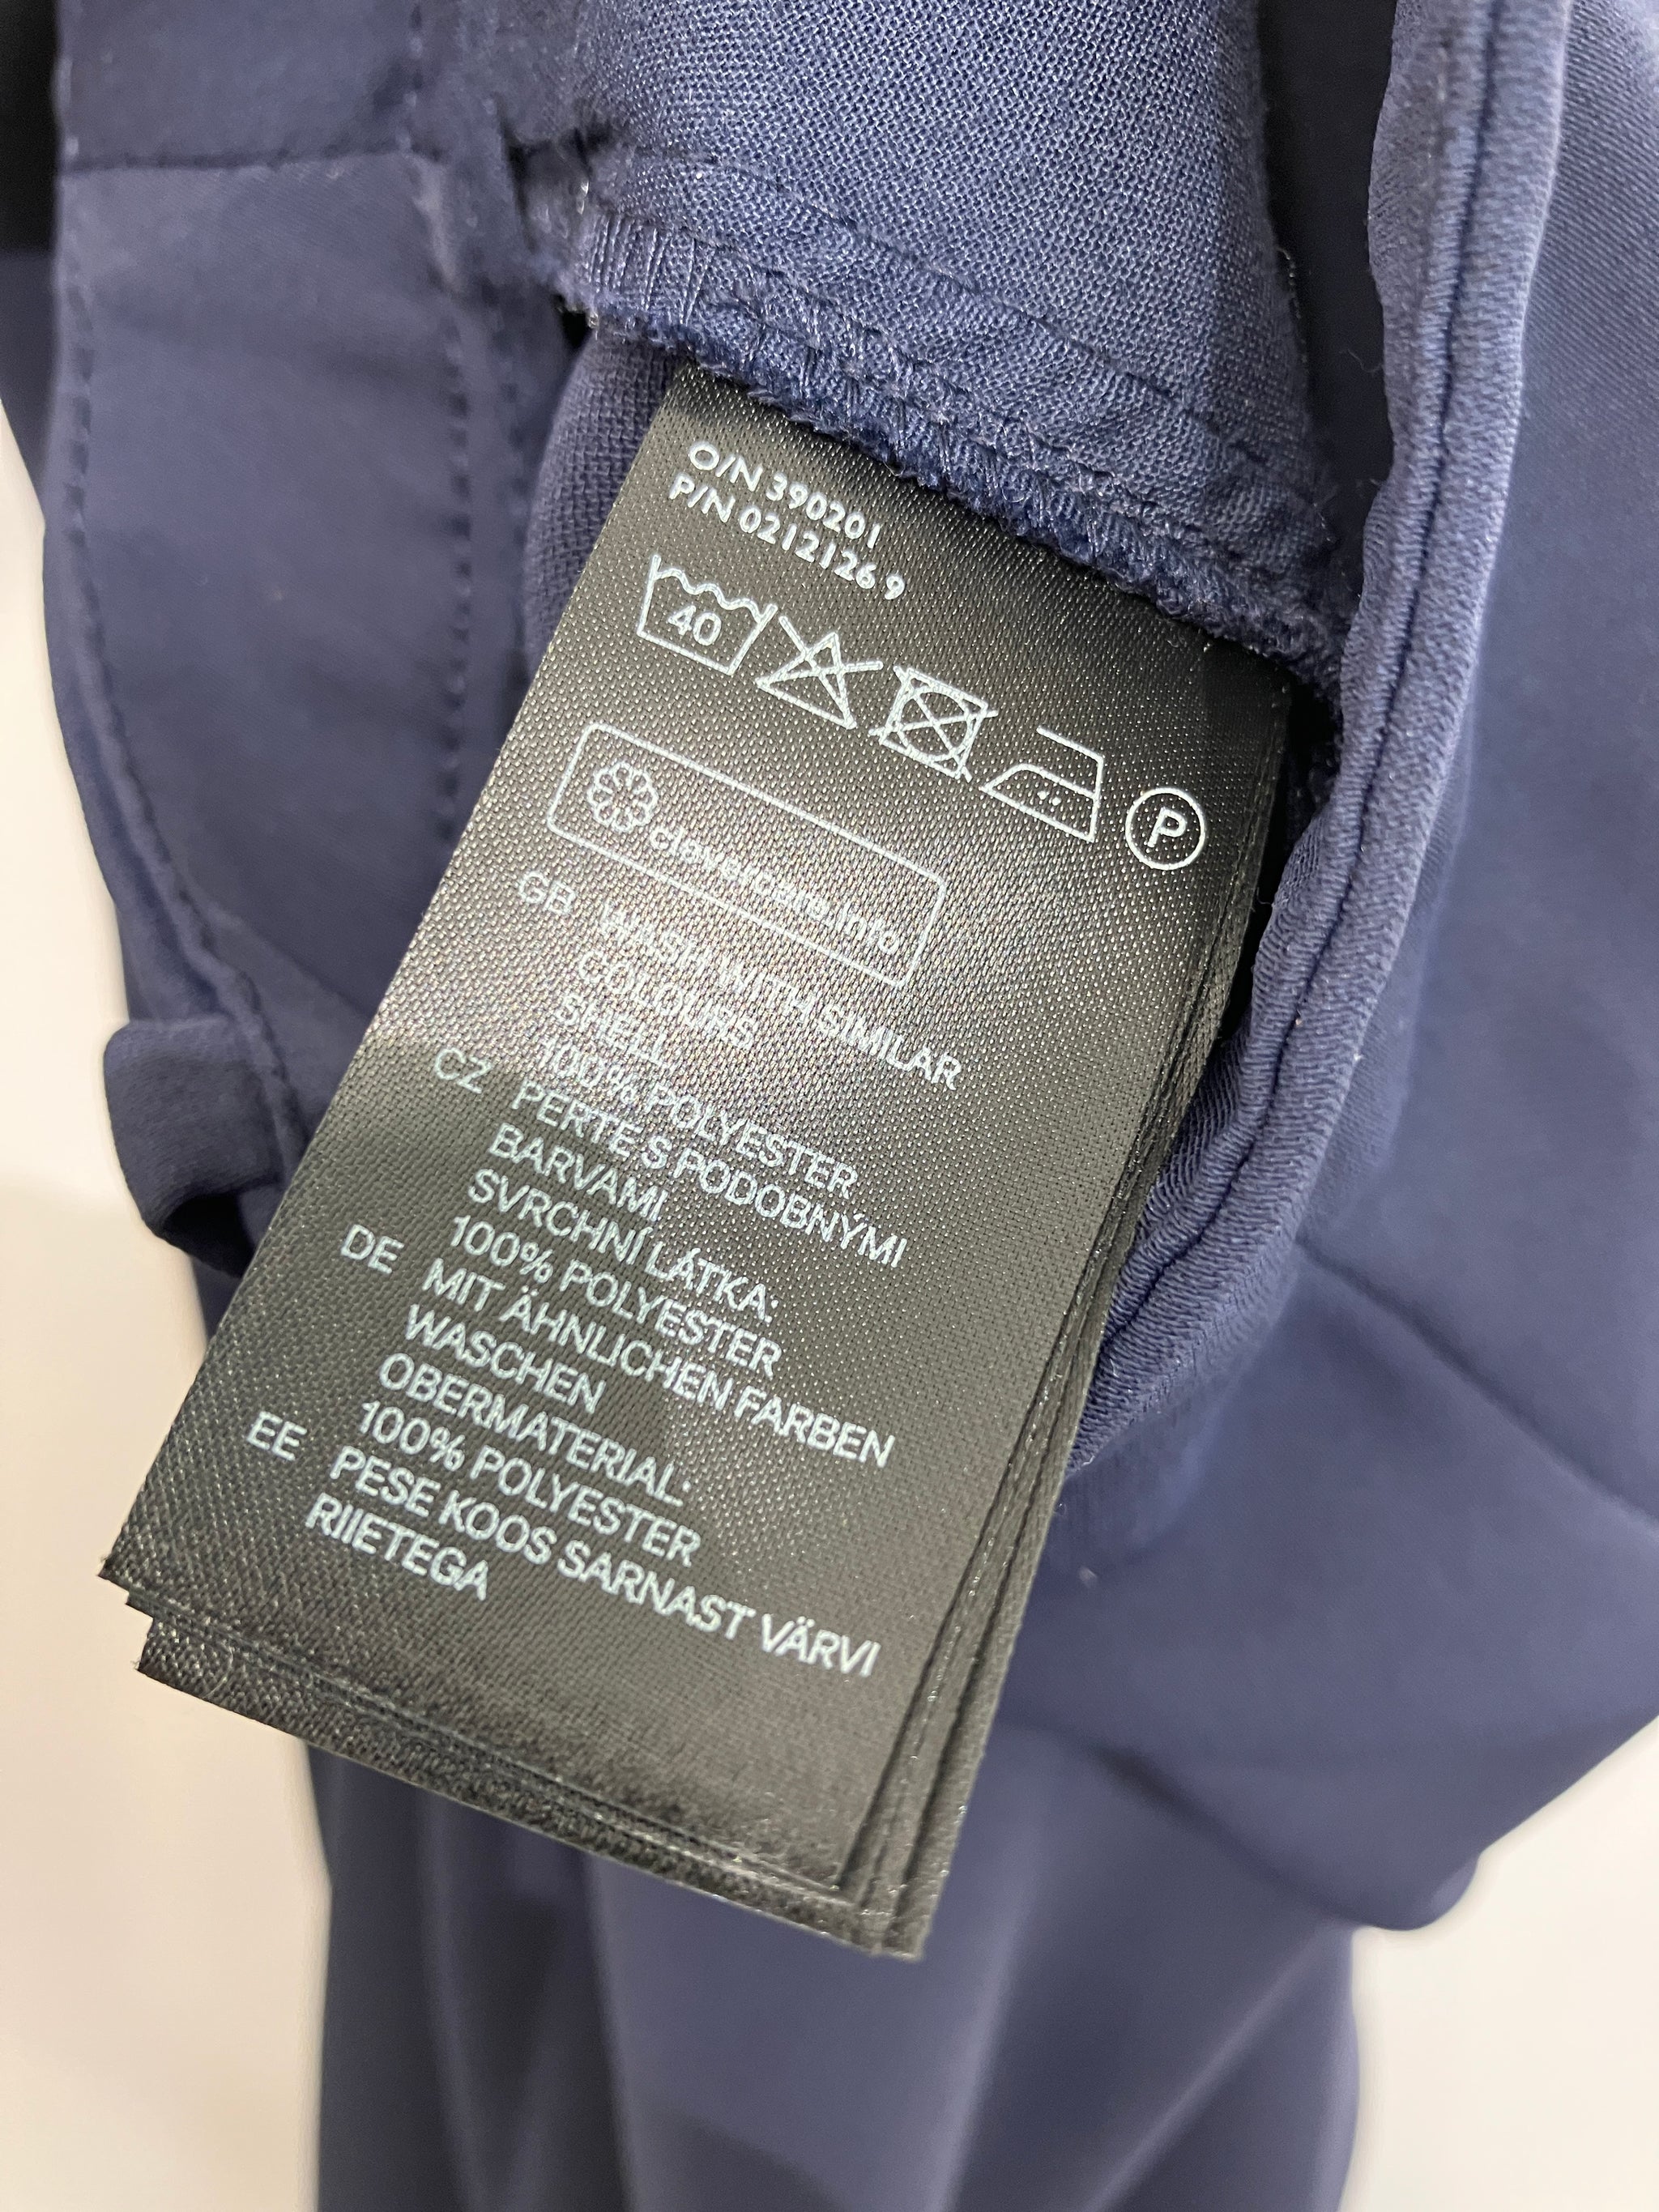 O/N 390201
P/N 02121269
40
P
clevercare.info
GB WASH WITH SIMILAR
COLOURS
SHELL:
100% POLYESTER
CZ PERTE S PODOBNÝMI
BARVAMI
SVRCHNÍ LÁTKA:
100% POLYESTER
DE MIT ÄHNLICHEN FARBEN
WASCHEN
OBERMATERIAL:
100% POLYESTER
EE PESE KOOS SARNAST VÄRVI
RIIETEGA